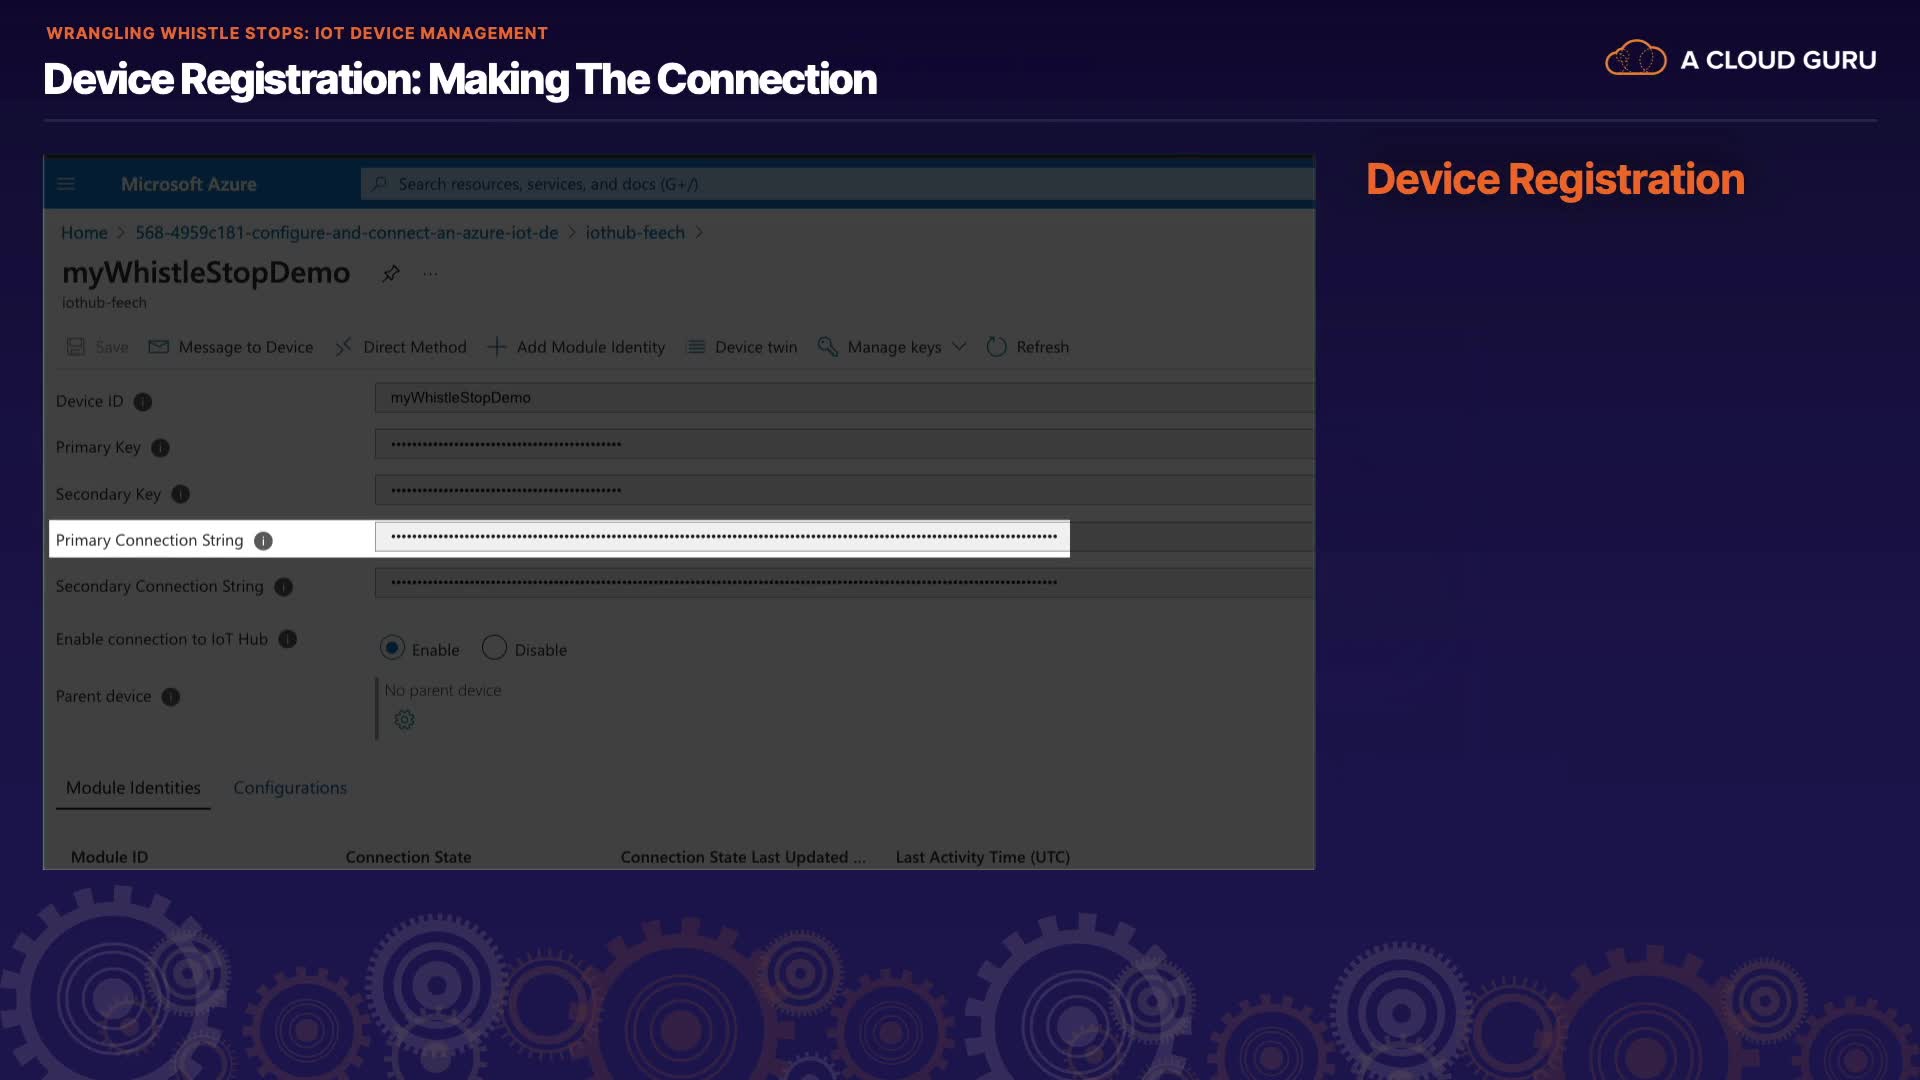 WRANGLING WHISTLE STOPS: IOT DEVICE MANAGEMENT
Device Registration: Making The Connection
A CLOUD GURU
Device Registration
Microsoft Azure
Search resources, services, and docs (G+/)
Home > 568-4959c181-configure-and-connect-an-azure-iot-de > iothub-feech >
myWhistleStopDemo ...
iothub-feech
Save Message to Device Direct Method Add Module Identity Device twin Manage keys Refresh
Device ID myWhistleStopDemo
Primary Key
Secondary Key
Primary Connection String
Secondary Connection String
Enable connection to IoT Hub Enable Disable
Parent device No parent device
Module Identities Configurations
Module ID Connection State Connection State Last Updated ... Last Activity Time (UTC)